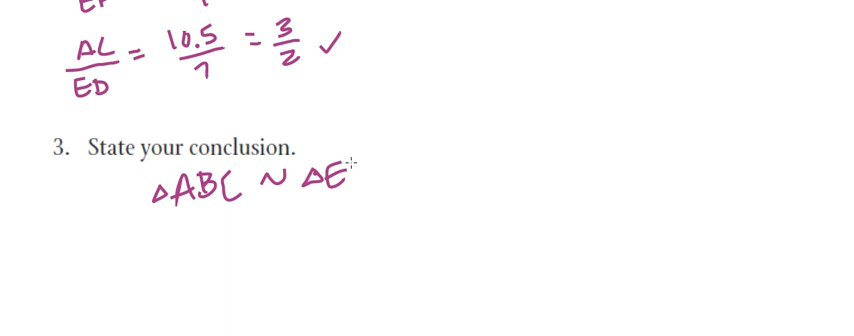 AC/ED = 10.5/7 = 3/2 ✓
3. State your conclusion.
△ABC ~ △E